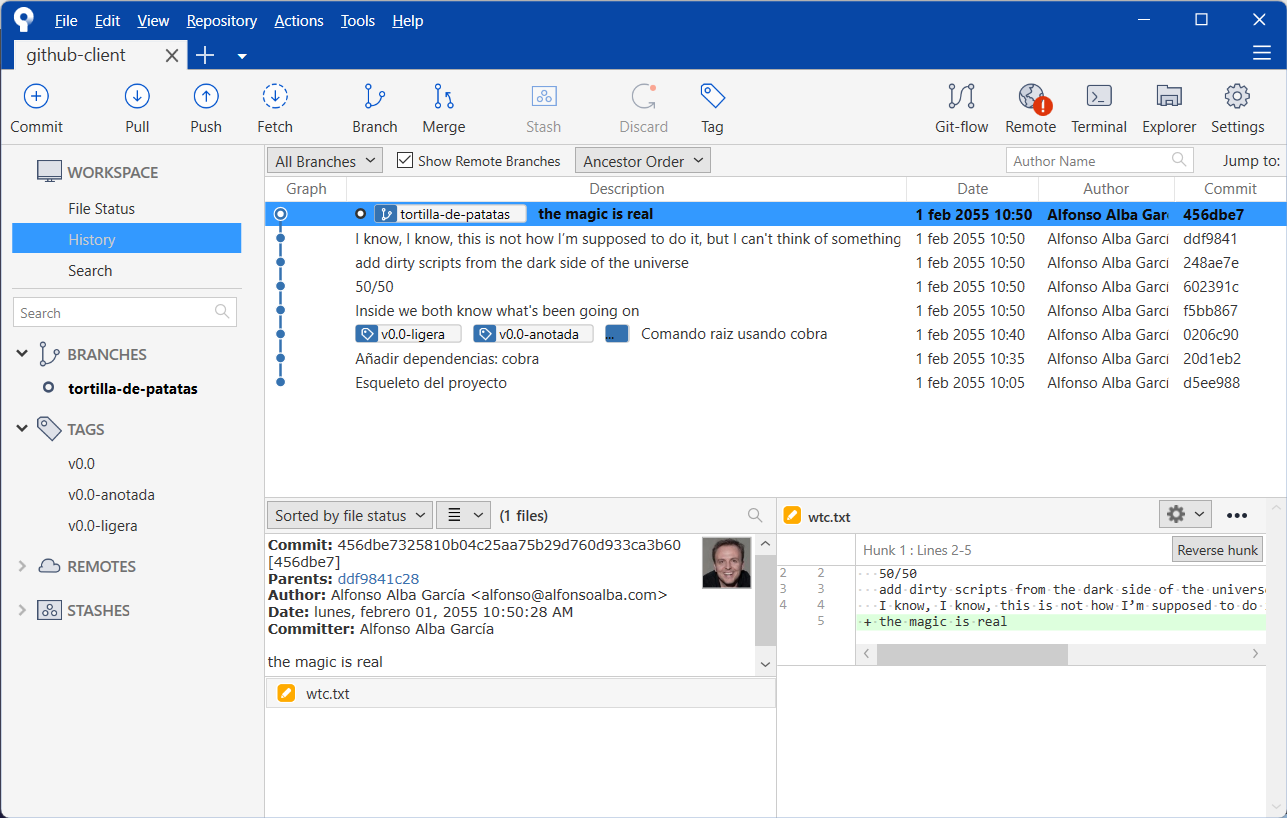 File Edit View Repository Actions Tools Help
github-client
Commit Pull Push Fetch Branch Merge Stash Discard Tag Git-flow Remote Terminal Explorer Settings
WORKSPACE
File Status
History
Search
Search
BRANCHES
tortilla-de-patatas
TAGS
v0.0
v0.0-anotada
v0.0-ligera
REMOTES
STASHES
All Branches Show Remote Branches Ancestor Order Author Name Jump to:
Graph Description Date Author Commit
tortilla-de-patatas the magic is real 1 feb 2055 10:50 Alfonso Alba Gar 456dbe7
I know, I know, this is not how I'm supposed to do it, but I can't think of something 1 feb 2055 10:50 Alfonso Alba Garcí ddf9841
add dirty scripts from the dark side of the universe 1 feb 2055 10:50 Alfonso Alba Garcí 248ae7e
50/50 1 feb 2055 10:50 Alfonso Alba Garcí 602391c
Inside we both know what's been going on 1 feb 2055 10:50 Alfonso Alba Garcí f5bb867
v0.0-ligera v0.0-anotada ... Comando raiz usando cobra 1 feb 2055 10:40 Alfonso Alba Garcí 0206c90
Añadir dependencias: cobra 1 feb 2055 10:35 Alfonso Alba Garcí 20d1eb2
Esqueleto del proyecto 1 feb 2055 10:05 Alfonso Alba Garcí d5ee988
Sorted by file status (1 files)
Commit: 456dbe7325810b04c25aa75b29d760d933ca3b60
[456dbe7]
Parents: ddf9841c28
Author: Alfonso Alba García <alfonso@alfonsoalba.com>
Date: lunes, febrero 01, 2055 10:50:28 AM
Committer: Alfonso Alba García
the magic is real
wtc.txt
wtc.txt
Hunk 1 : Lines 2-5 Reverse hunk
2 2 50/50
3 3 add dirty scripts from the dark side of the universe
4 4 I know, I know, this is not how I’m supposed to do
5 + the magic is real